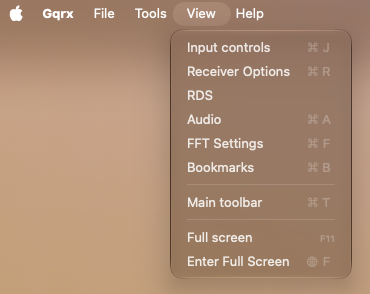 Gqrx File Tools View Help
Input controls ⌘ J
Receiver Options ⌘ R
RDS
Audio ⌘ A
FFT Settings ⌘ F
Bookmarks ⌘ B
Main toolbar ⌘ T
Full screen F11
Enter Full Screen 🌐 F